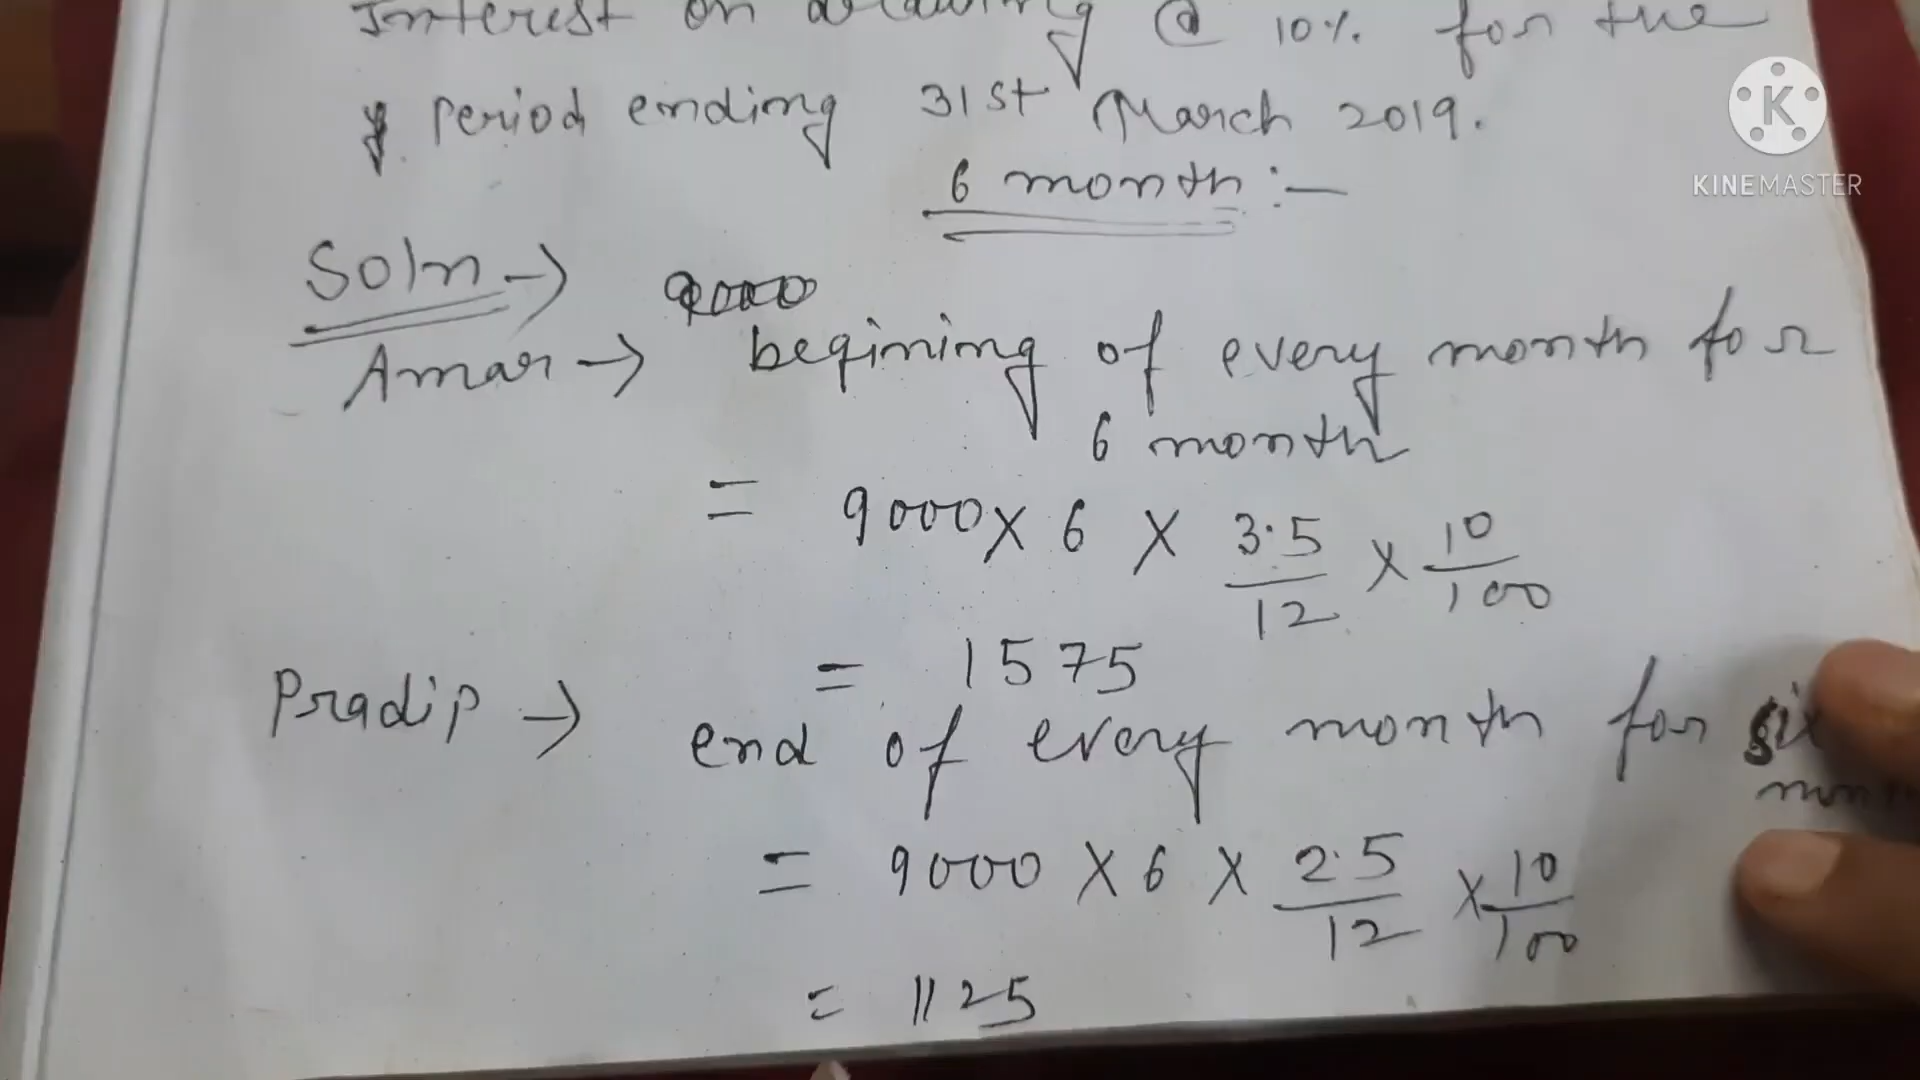 Interest on drawing @ 10% for the
period ending 31st March 2019.
6 month :-
Soln →
9000
Amar → begining of every month for
6 month
= 9000 X 6 X 3.5/12 X 10/100
= 1575
Pradip → end of every month for six
= 9000 X 6 X 2.5/12 X 10/100
= 1125
K
KINEMASTER